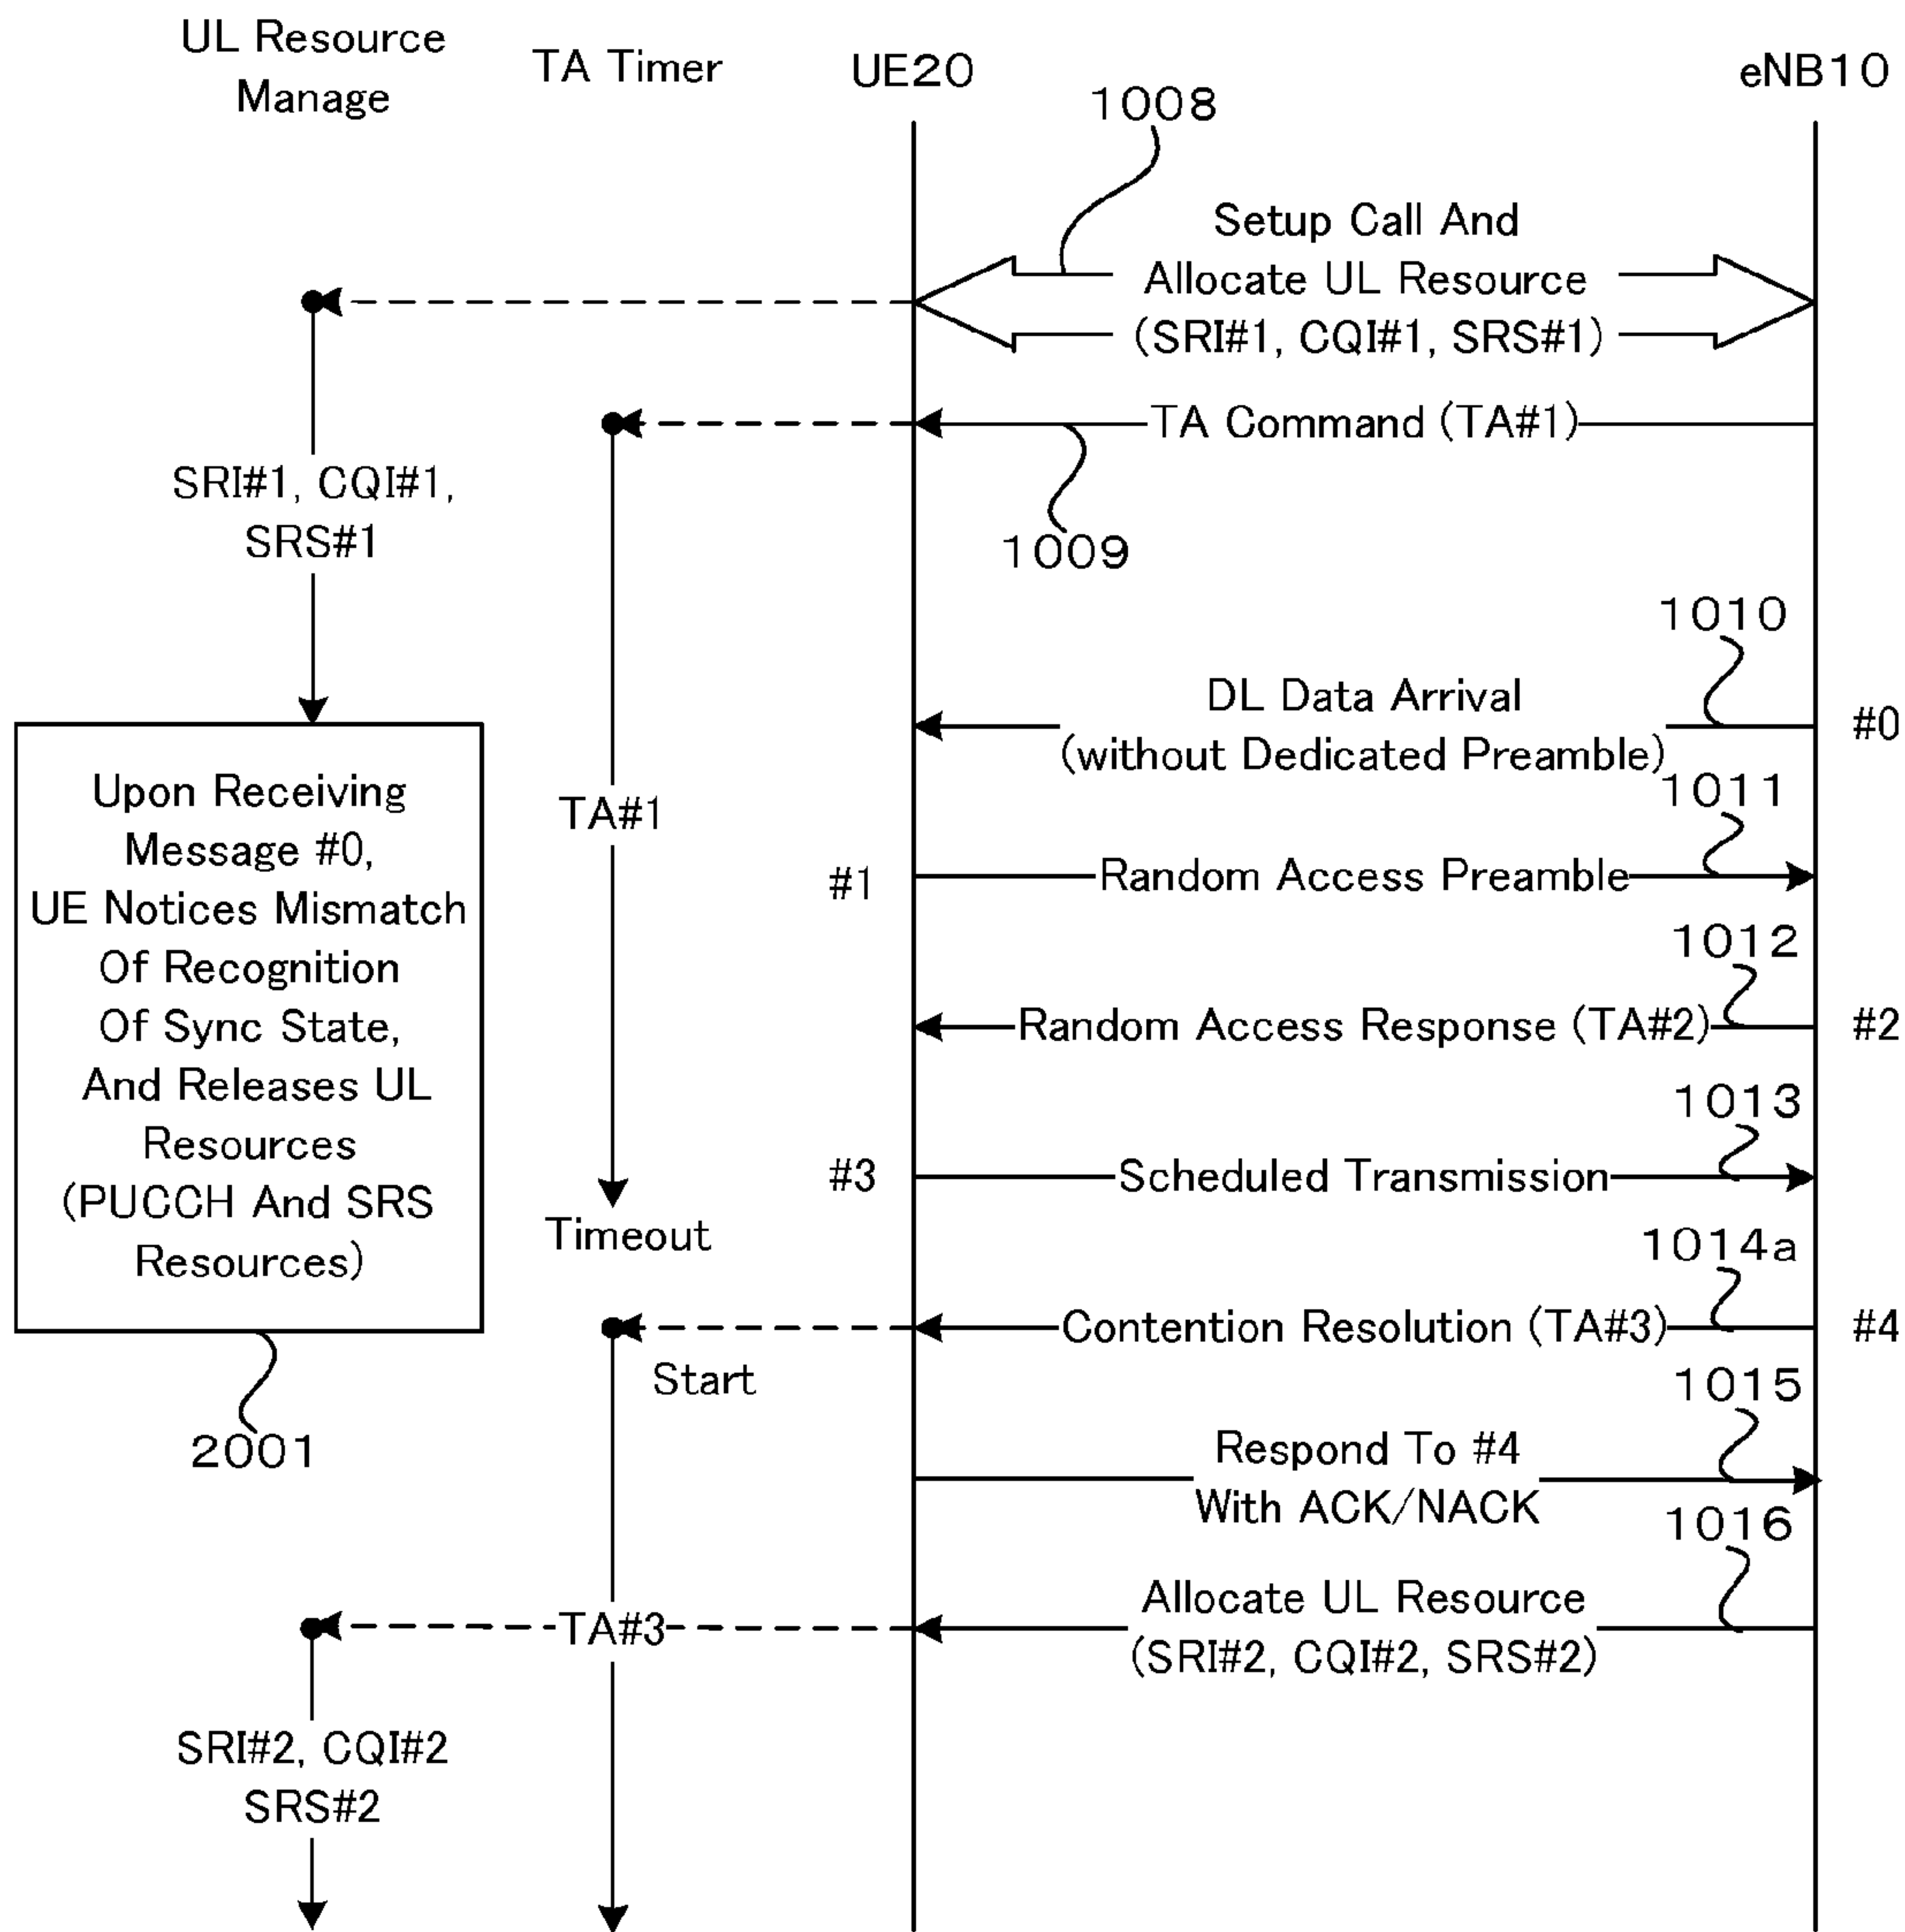 UL Resource
Manage
TA Timer
UE20
eNB10
1008
Setup Call And
Allocate UL Resource
(SRI#1, CQI#1, SRS#1)
TA Command (TA#1)
SRI#1, CQI#1,
SRS#1
1009
1010
DL Data Arrival
(without Dedicated Preamble)
#0
Upon Receiving
Message #0,
UE Notices Mismatch
Of Recognition
Of Sync State,
And Releases UL
Resources
(PUCCH And SRS
Resources)
2001
TA#1
1011
#1
Random Access Preamble
1012
Random Access Response (TA#2)
#2
1013
#3
Scheduled Transmission
Timeout
1014a
Contention Resolution (TA#3)
#4
Start
1015
Respond To #4
With ACK/NACK
1016
Allocate UL Resource
(SRI#2, CQI#2, SRS#2)
TA#3
SRI#2, CQI#2
SRS#2